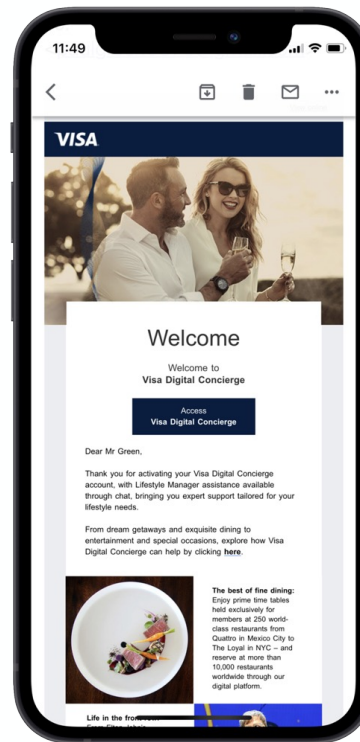 11:49
VISA
Welcome
Welcome to
Visa Digital Concierge
Access
Visa Digital Concierge
Dear Mr Green,
Thank you for activating your Visa Digital Concierge
account, with Lifestyle Manager assistance available
through chat, bringing you expert support tailored for your
lifestyle needs.
From dream getaways and exquisite dining to
entertainment and special occasions, explore how Visa
Digital Concierge can help by clicking here.
The best of fine dining:
Enjoy prime time tables
held exclusively for
members at 250 world-
class restaurants from
Quattro in Mexico City to
The Loyal in NYC – and
reserve at more than
10,000 restaurants
worldwide through our
digital platform.
Life in the